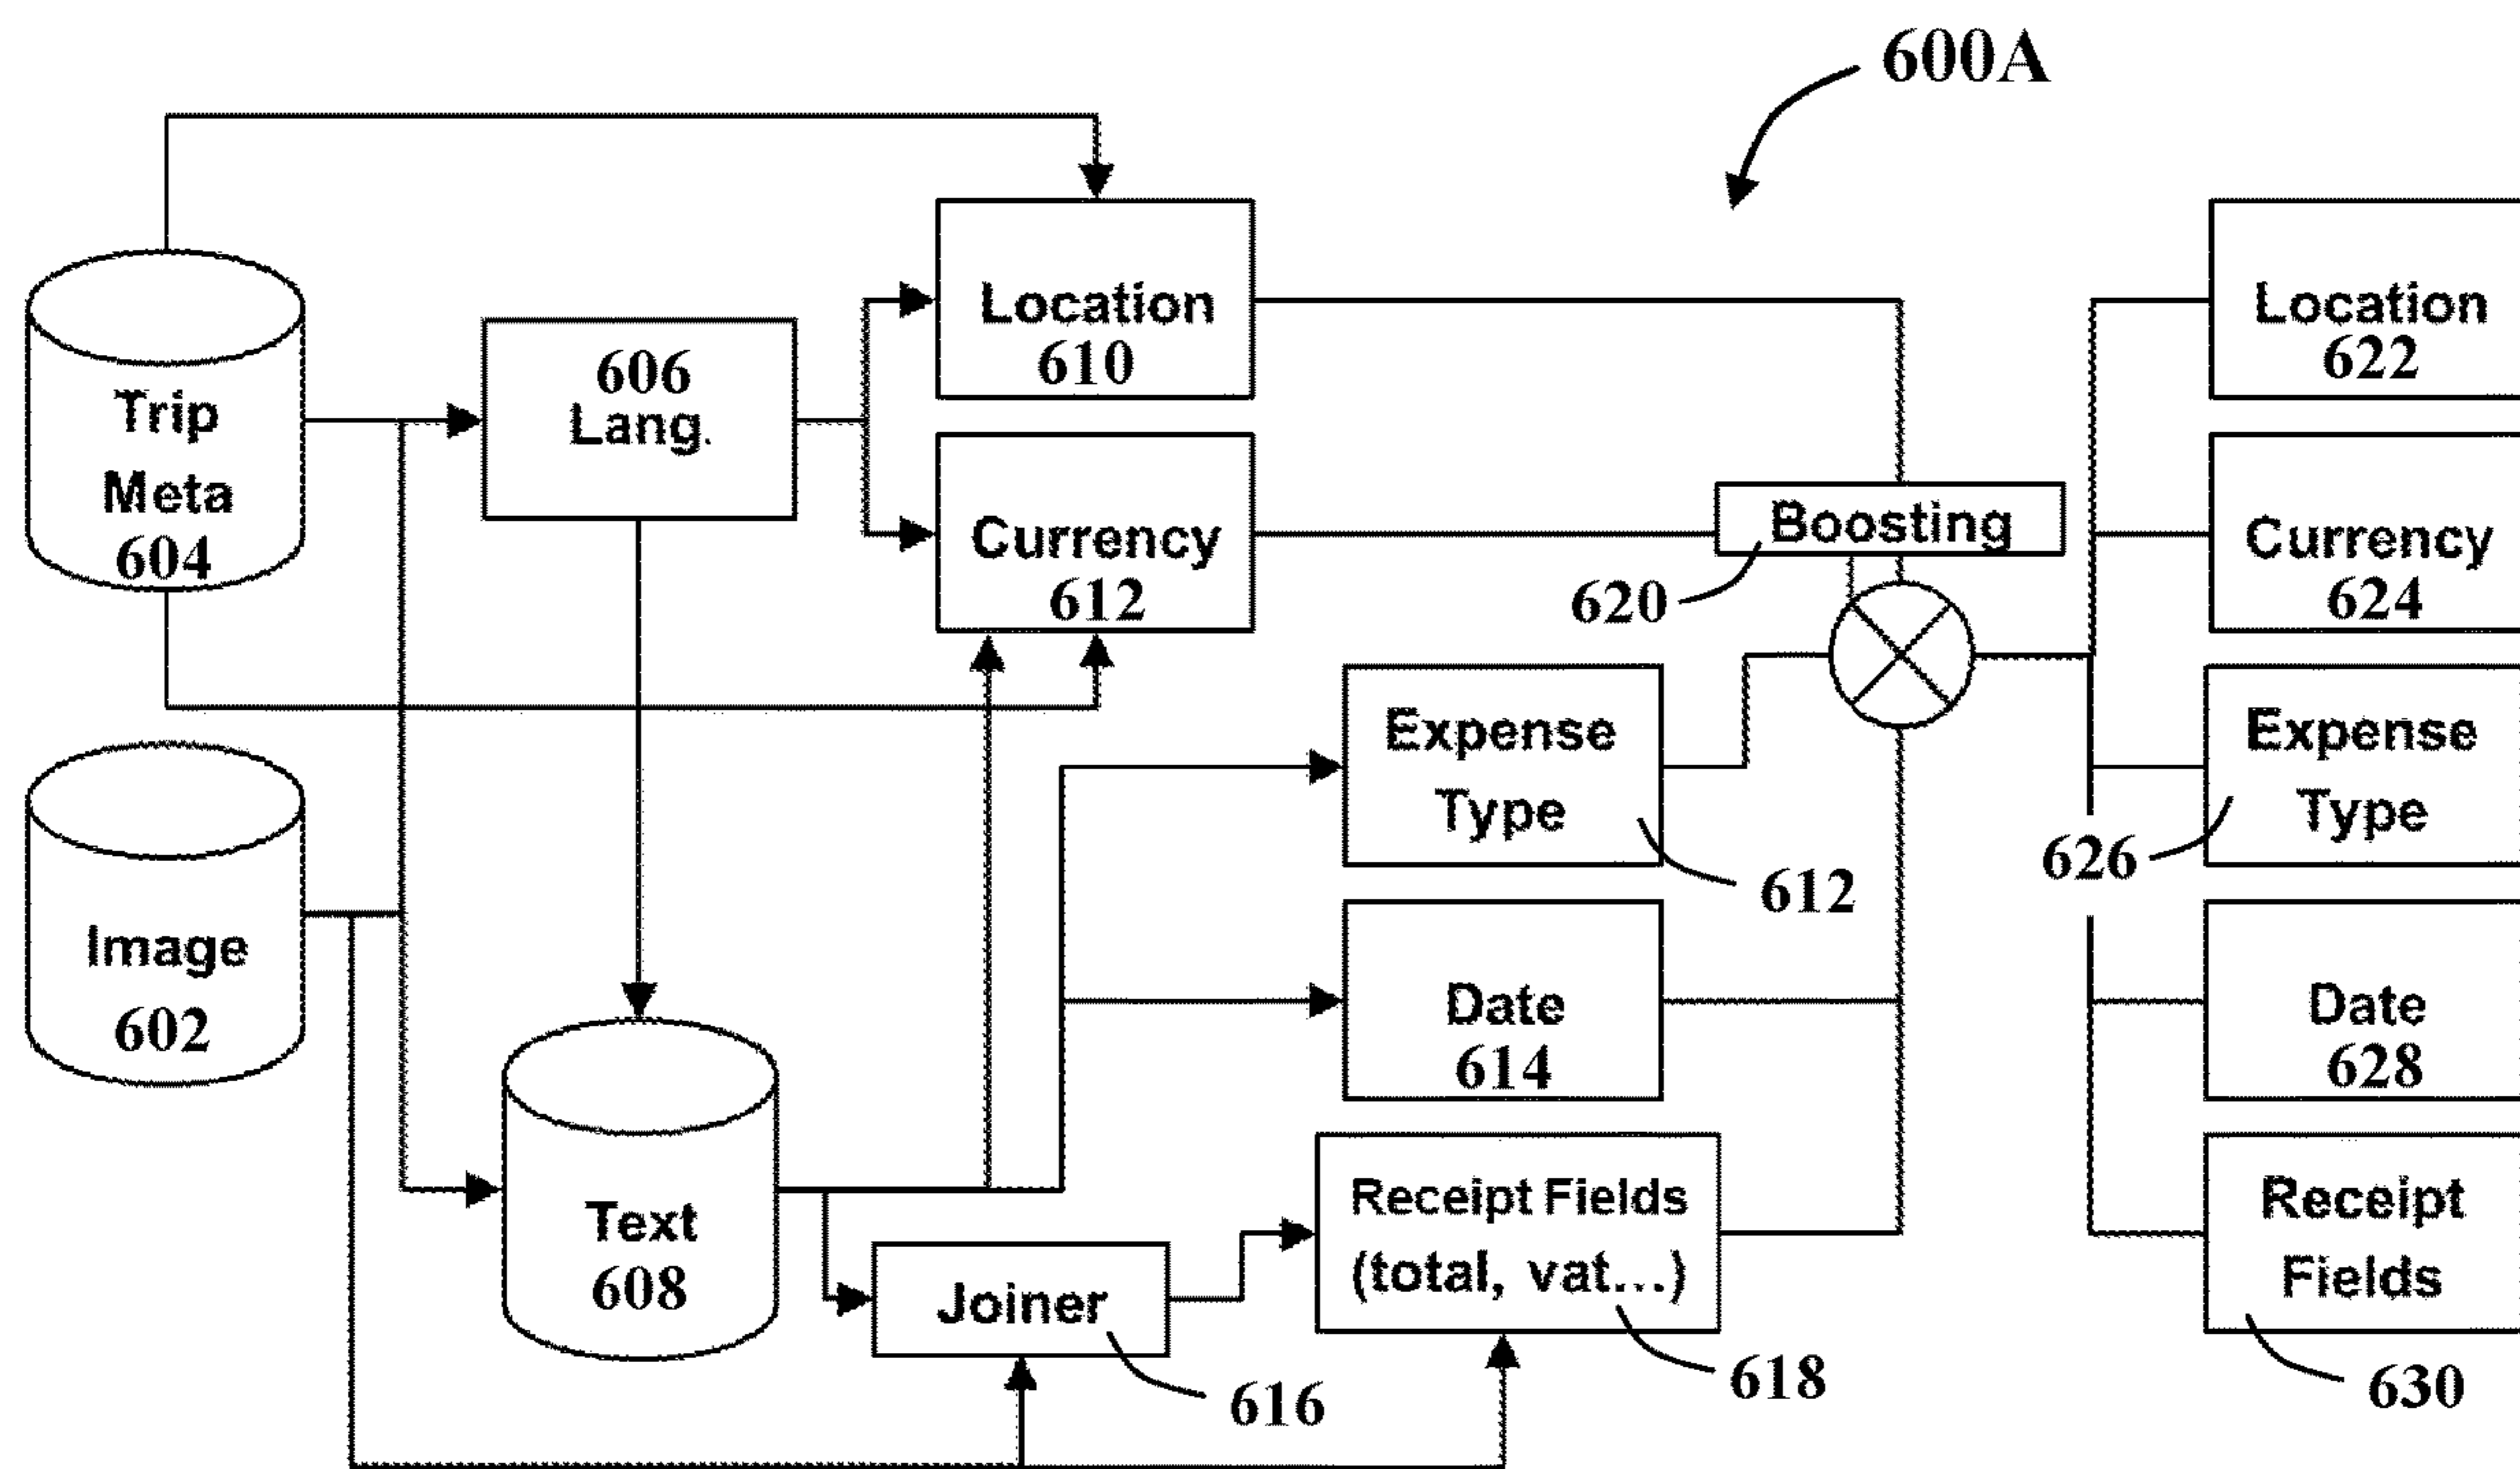 600A
Trip
Meta
604
Image
602
606
Lang.
Text
608
Location
610
Currency
612
Joiner
616
Expense
Type
612
Date
614
Receipt Fields
(total, vat...)
618
Boosting
620
Location
622
Currency
624
Expense
Type
626
Date
628
Receipt
Fields
630